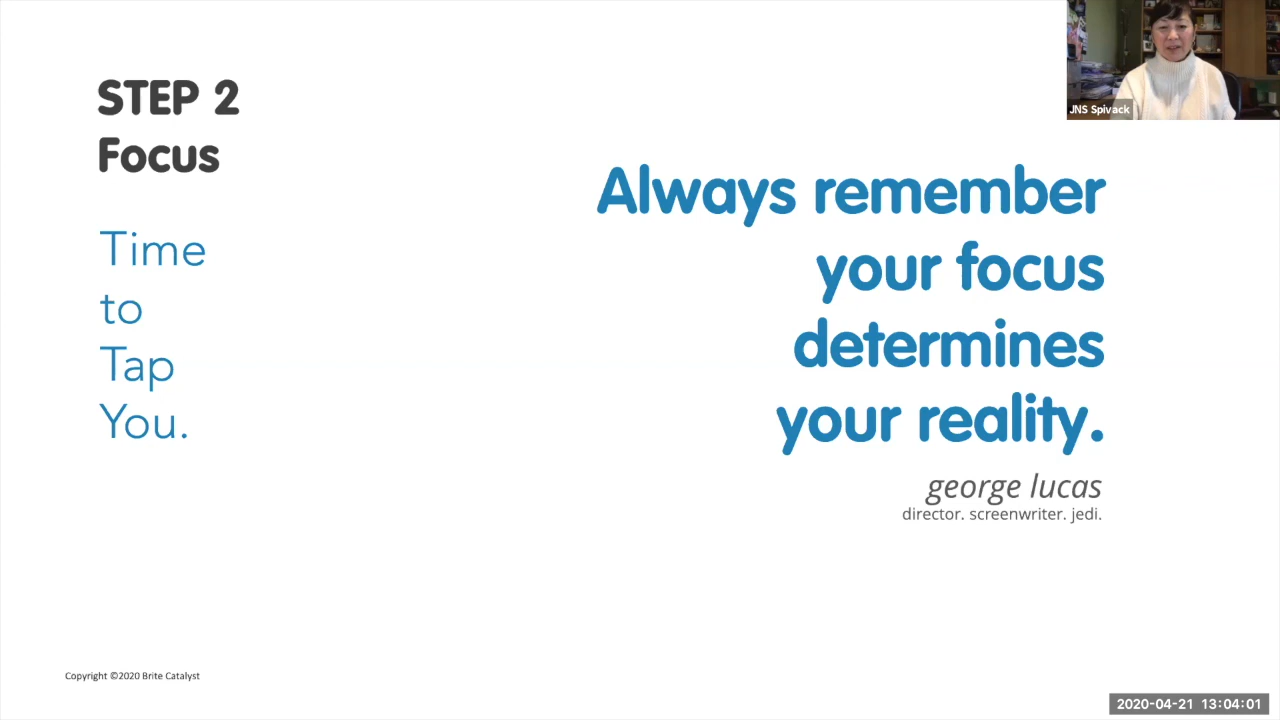 STEP 2
Focus
Time
to
Tap
You.
JNS Spivack
Always remember
your focus
determines
your reality.
george lucas
director. screenwriter. jedi.
Copyright ©2020 Brite Catalyst
2020-04-21 13:04:01